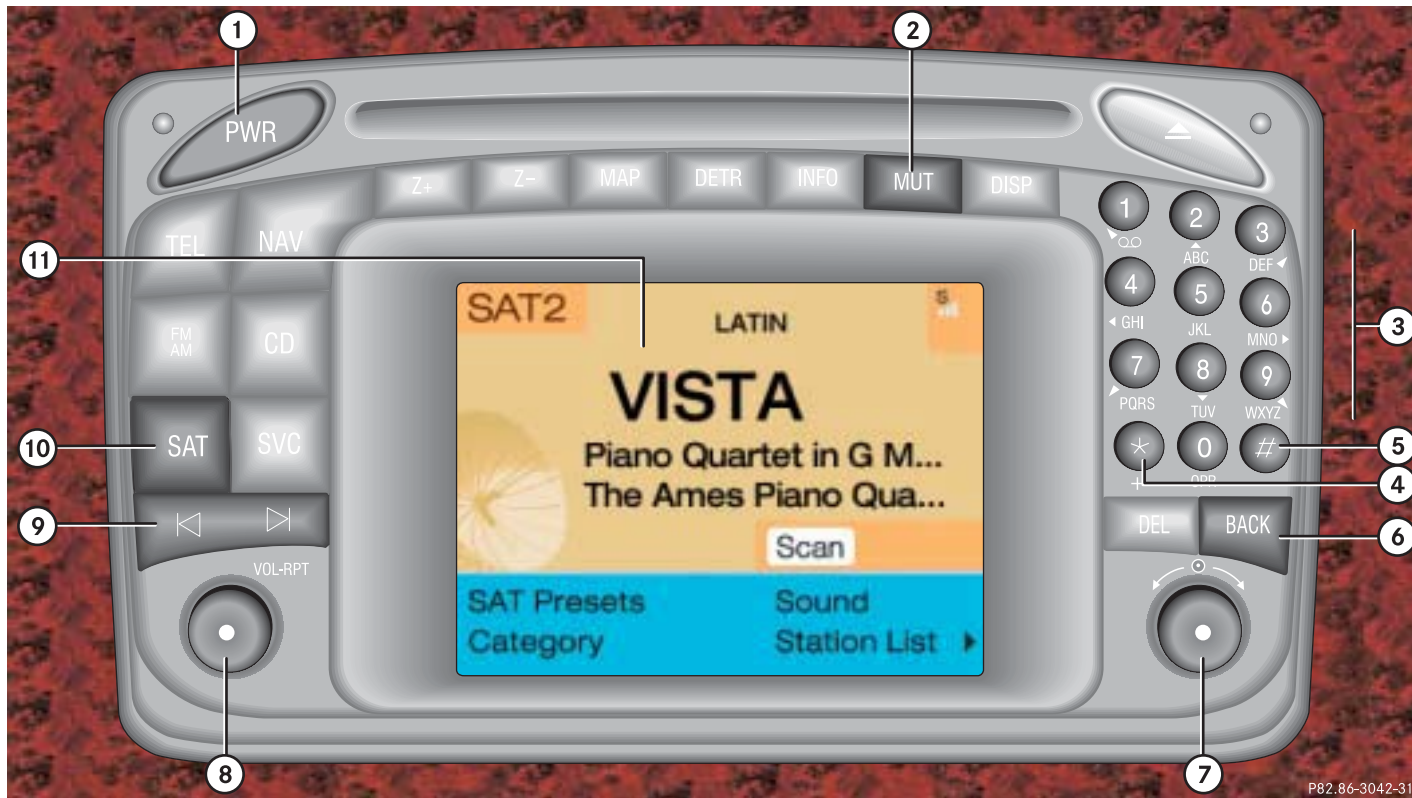 1
2
PWR
Z+
Z−
MAP
DETR
INFO
MUT
DISP
1
2
3
ABC
DEF
TEL
NAV
11
SAT2
LATIN
S
4
5
6
GHI
JKL
MNO
3
FM
AM
CD
VISTA
7
8
9
PQRS
TUV
WXYZ
10
SAT
SVC
Piano Quartet in G M...
The Ames Piano Qua...
*
0
#
5
+
OPR
4
9
Scan
DEL
BACK
6
VOL-RPT
SAT Presets
Sound
Category
Station List
8
7
P82.86-3042-31